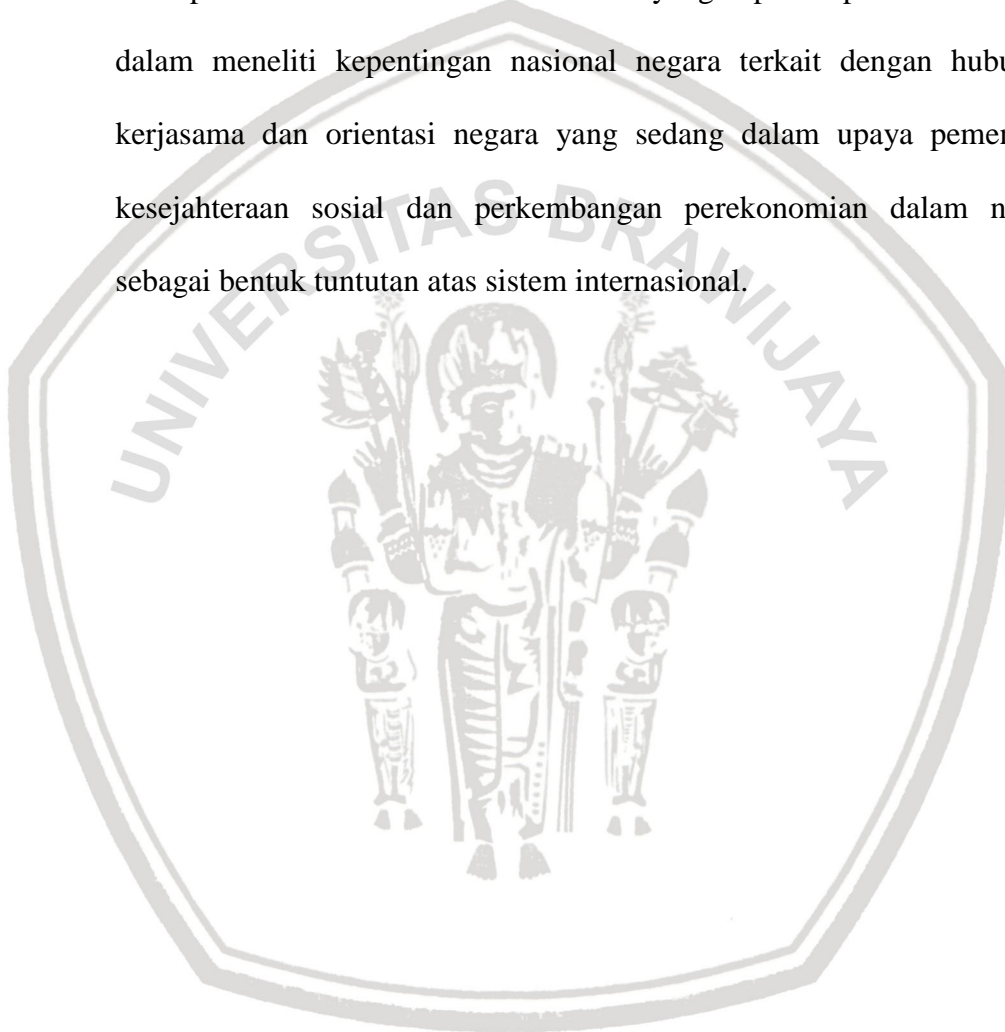 dalam meneliti kepentingan nasional negara terkait dengan hubu
kerjasama dan orientasi negara yang sedang dalam upaya pemen
kesejahteraan sosial dan perkembangan perekonomian dalam n
sebagai bentuk tuntutan atas sistem internasional.
UNIVERSITAS BRAWIJAYA